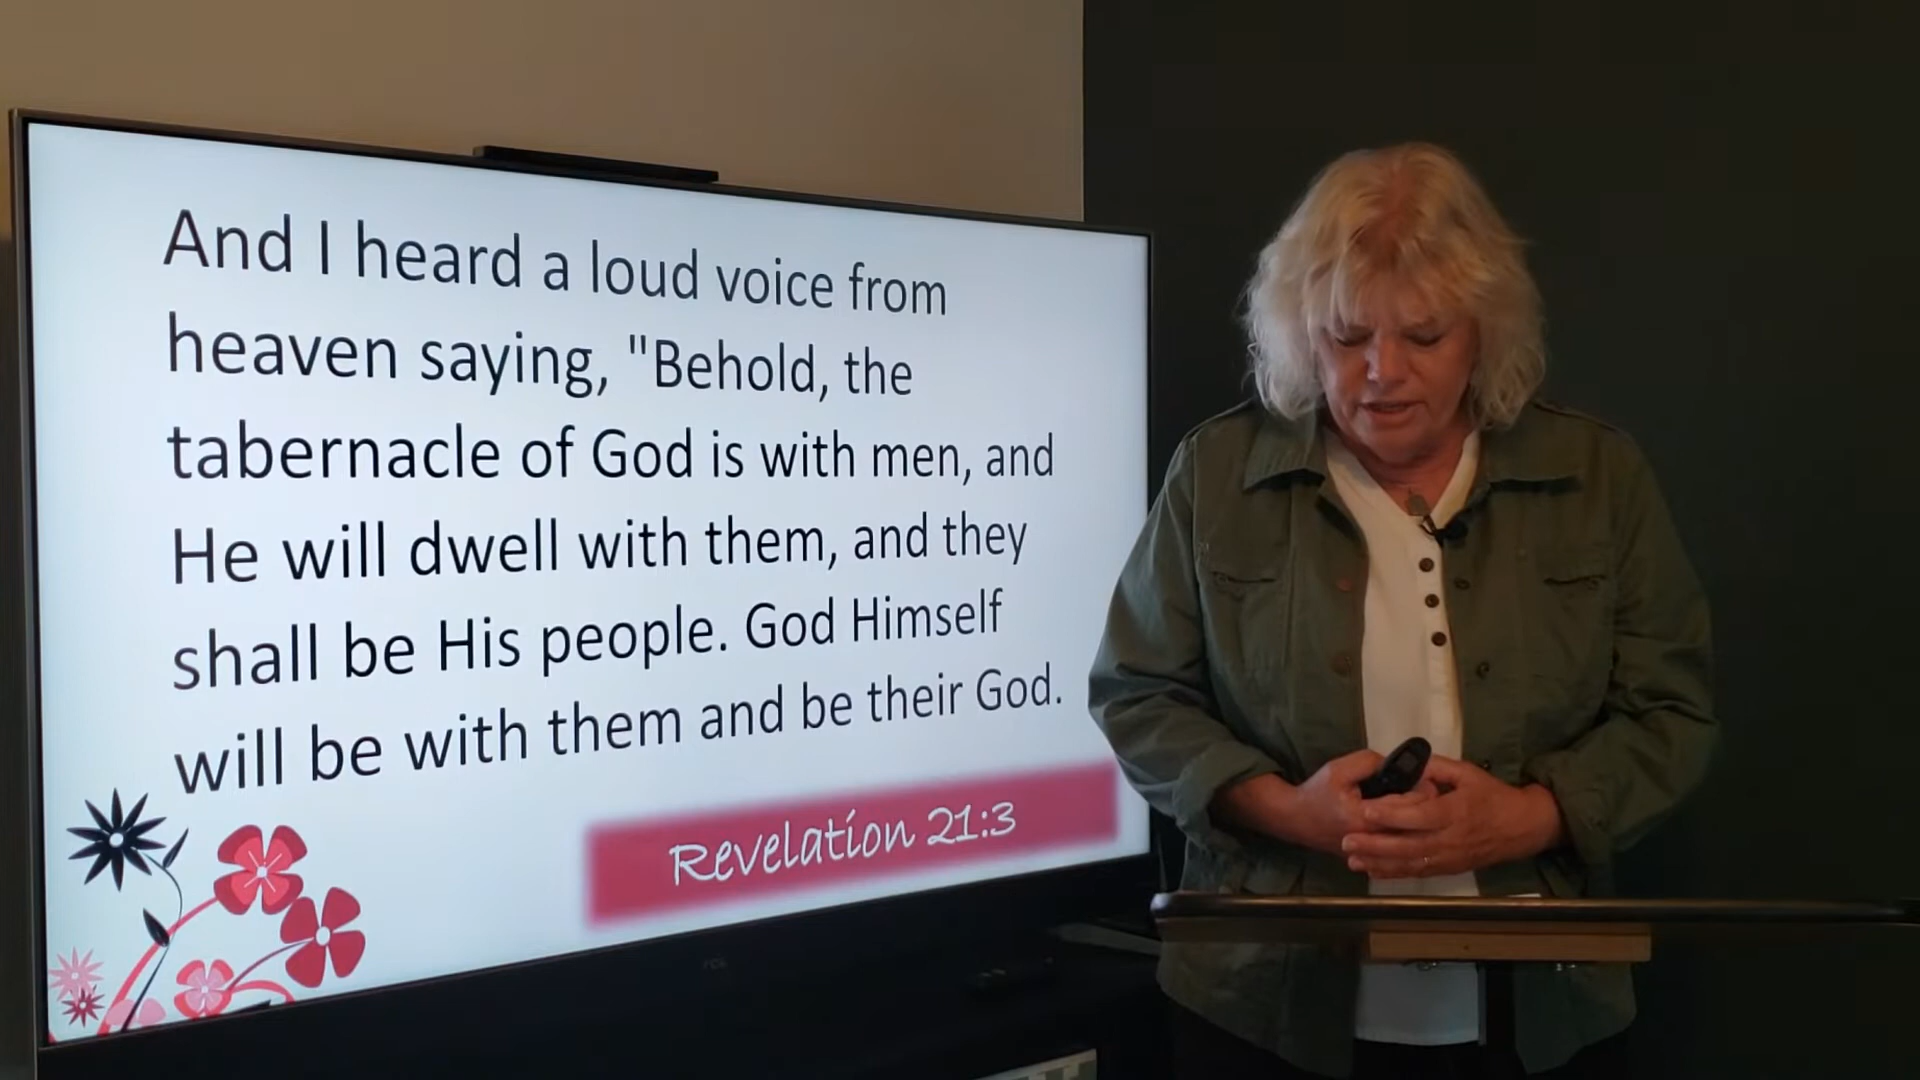 And I heard a loud voice from
heaven saying, "Behold, the
tabernacle of God is with men, and
He will dwell with them, and they
shall be His people. God Himself
will be with them and be their God.
Revelation 21:3
TCL